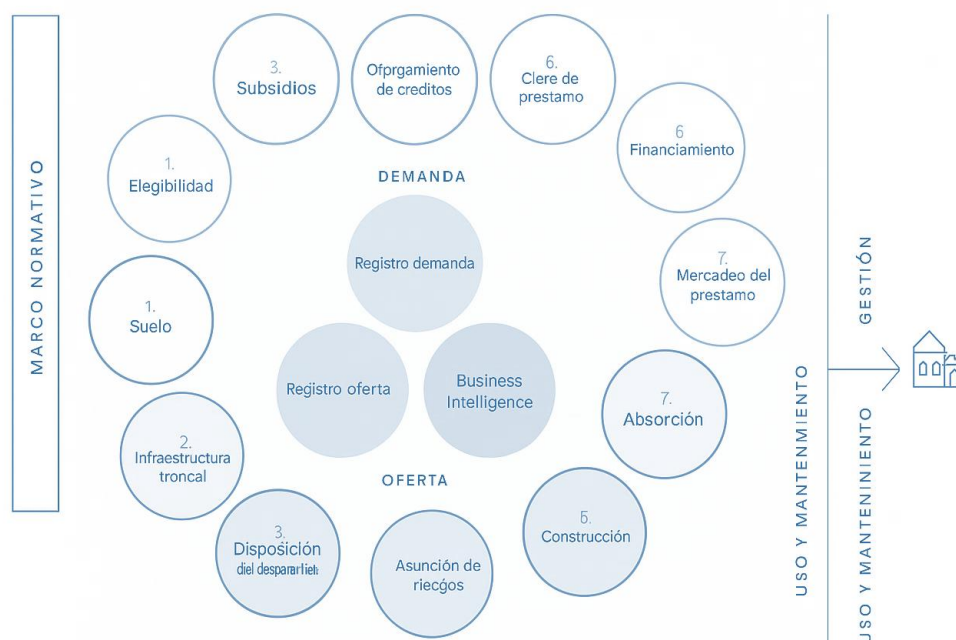 MARCO NORMATIVO
3.
Subsidios
Ofprgamiento
de creditos
6.
Clere de
prestamo
6
Financiamiento
1.
Elegibilidad
DEMANDA
Registro demanda
7.
Mercadeo del
prestamo
1.
Suelo
Registro oferta
Business
Intelligence
7.
Absorción
2.
Infraestructura
troncal
OFERTA
3.
Disposición
5.
Construcción
Asunción de
riecgos
USO Y MANTENMIENTO
GESTIÓN
USO Y MANTENINIENTO